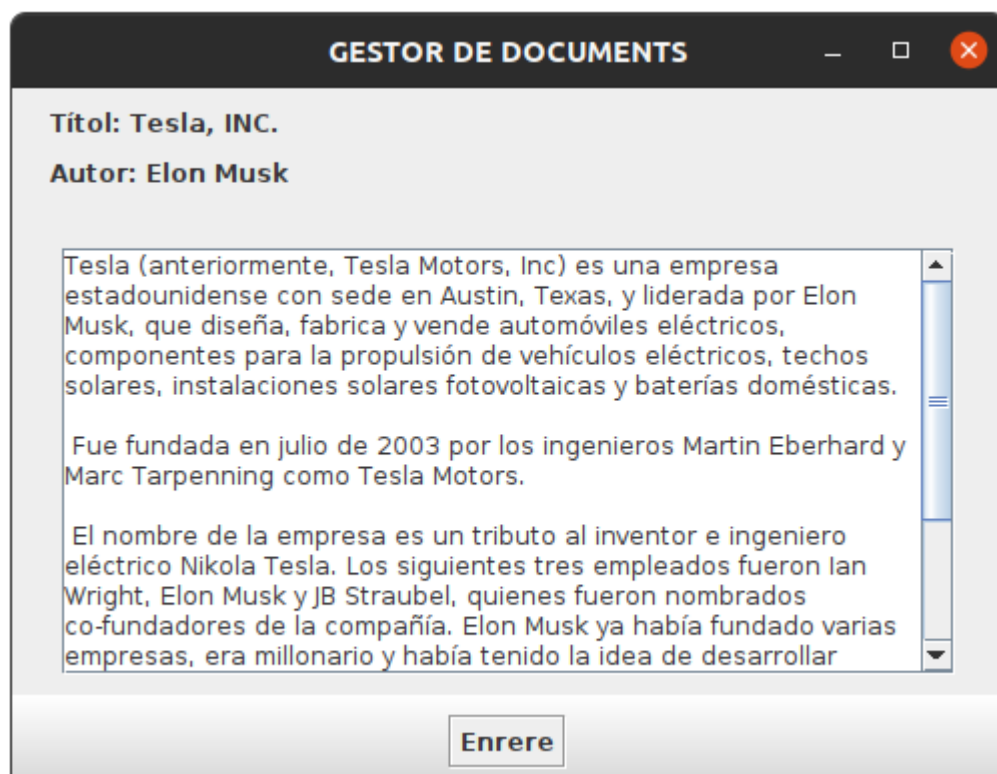 GESTOR DE DOCUMENTS
Títol: Tesla, INC.
Autor: Elon Musk
Tesla (anteriormente, Tesla Motors, Inc) es una empresa
estadounidense con sede en Austin, Texas, y liderada por Elon
Musk, que diseña, fabrica y vende automóviles eléctricos,
componentes para la propulsión de vehículos eléctricos, techos
solares, instalaciones solares fotovoltaicas y baterías domésticas.
Fue fundada en julio de 2003 por los ingenieros Martin Eberhard y
Marc Tarpenning como Tesla Motors.
El nombre de la empresa es un tributo al inventor e ingeniero
eléctrico Nikola Tesla. Los siguientes tres empleados fueron Ian
Wright, Elon Musk y JB Straubel, quienes fueron nombrados
co-fundadores de la compañía. Elon Musk ya había fundado varias
empresas, era millonario y había tenido la idea de desarrollar
Enrere